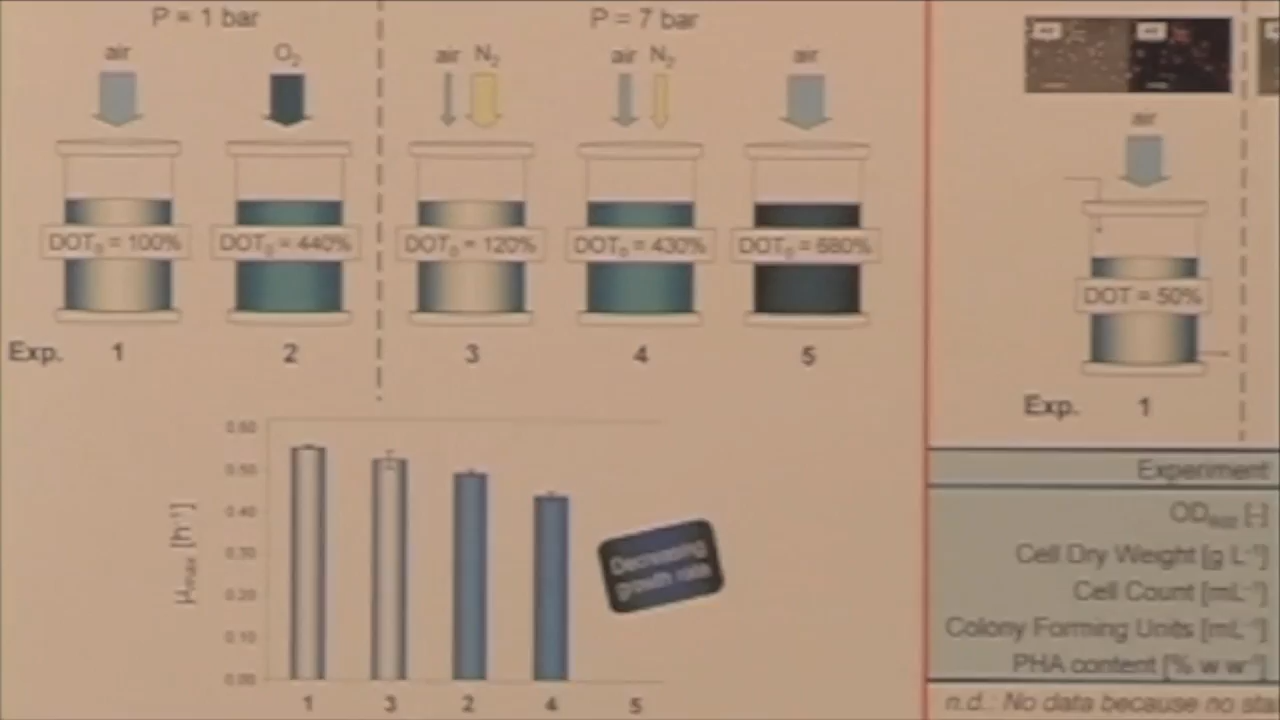 P = 1 bar
P = 7 bar
air
O₂
air N₂
air N₂
air
air
DOT₀ = 100%
DOT₀ = 440%
DOT₀ = 120%
DOT₀ = 430%
DOT₀ = 680%
DOT = 50%
Exp. 1 2 3 4 5
Exp. 1
0.60
0.50
0.40
0.30
0.20
0.10
0.00
μmax [h⁻¹]
1 3 2 4 5
Decreased
growth rate
Experiment
OD₆₀₀ [-]
Cell Dry Weight [g L⁻¹]
Cell Count [mL⁻¹]
Colony Forming Units [mL⁻¹]
PHA content [% w w⁻¹]
n.d.: No data because no sta